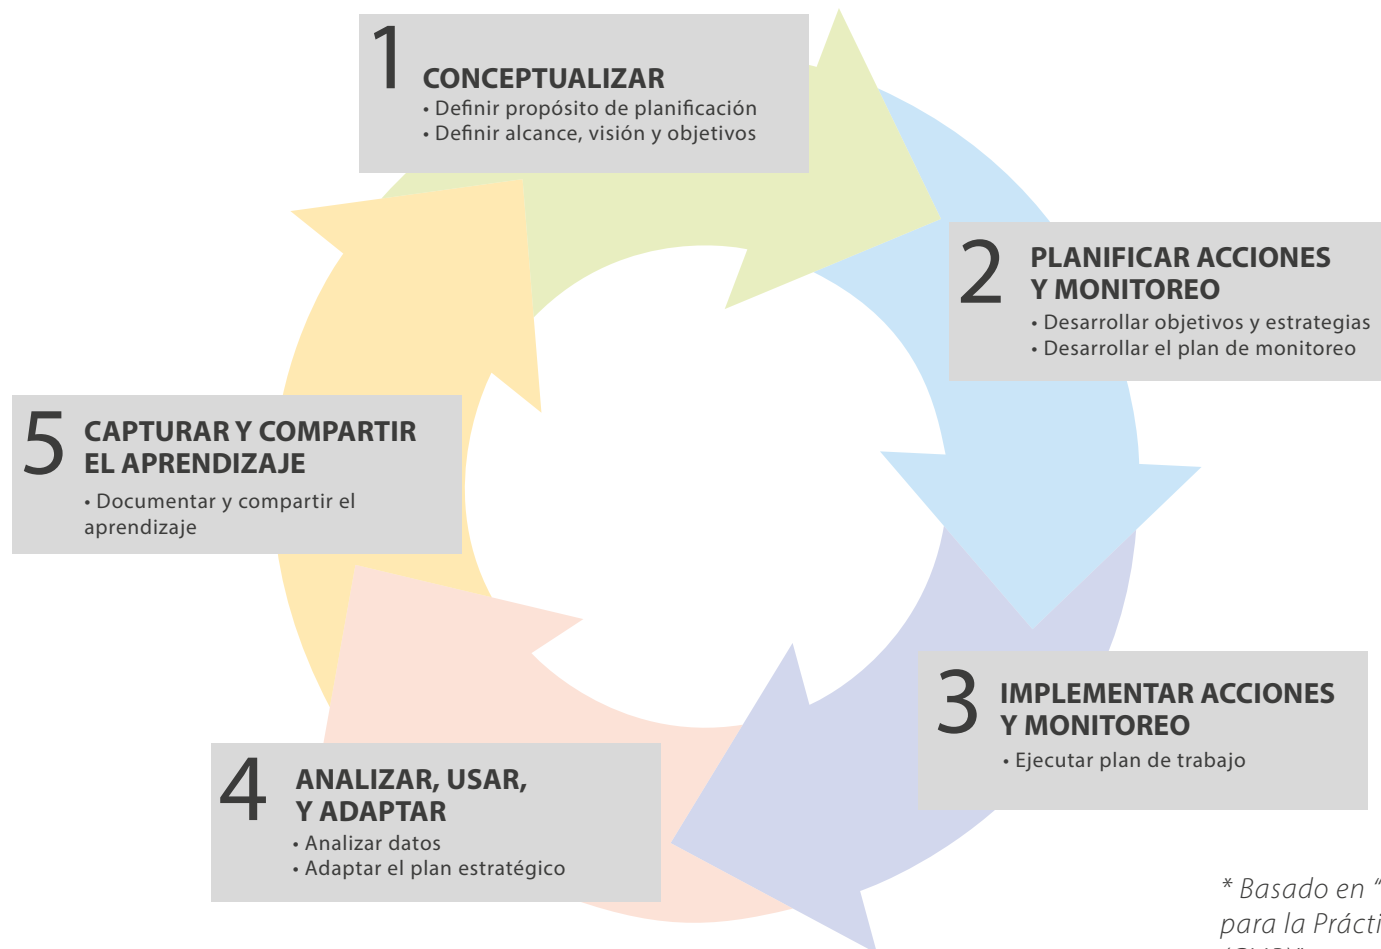 1
CONCEPTUALIZAR
• Definir propósito de planificación
• Definir alcance, visión y objetivos
2
PLANIFICAR ACCIONES
Y MONITOREO
• Desarrollar objetivos y estrategias
• Desarrollar el plan de monitoreo
3
IMPLEMENTAR ACCIONES
Y MONITOREO
• Ejecutar plan de trabajo
4
ANALIZAR, USAR,
Y ADAPTAR
• Analizar datos
• Adaptar el plan estratégico
5
CAPTURAR Y COMPARTIR
EL APRENDIZAJE
• Documentar y compartir el
aprendizaje
* Basado en “
para la Prácti